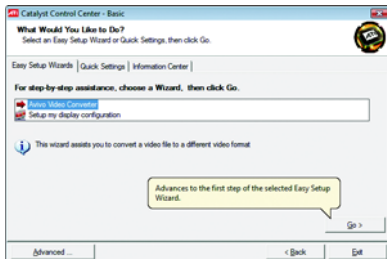 ATI Catalyst Control Center - Basic
What Would You Like to Do?
Select an Easy Setup Wizard or Quick Settings, then click Go.
Easy Setup Wizards Quick Settings Information Center
For step-by-step assistance, choose a Wizard, then click Go.
Avivo Video Converter
Setup my display configuration
This wizard assists you to convert a video file to a different video format
Advances to the first step of the selected Easy Setup
Wizard.
Go >
Advanced ... < Back Exit